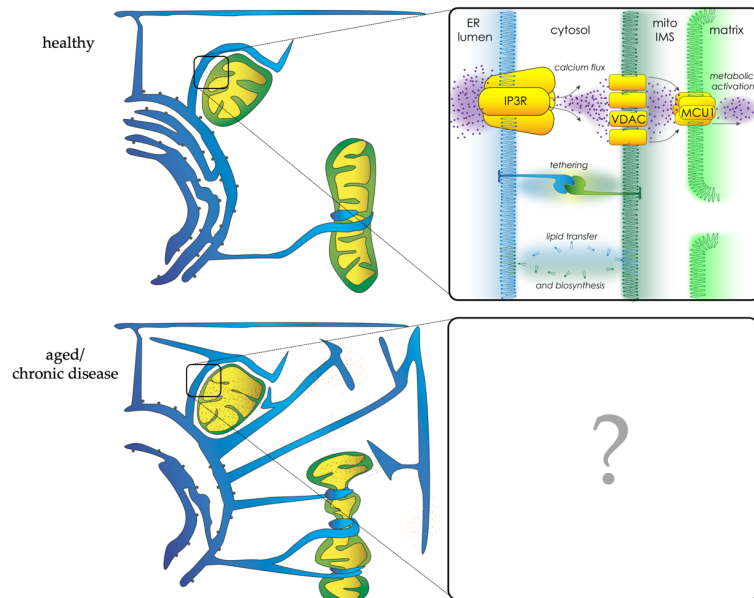 healthy
ER
lumen
cytosol
mito
IMS
matrix
calcium flux
metabolic
activation
IP3R
VDAC
MCU1
tethering
lipid transfer
and biosynthesis
aged/
chronic disease
?